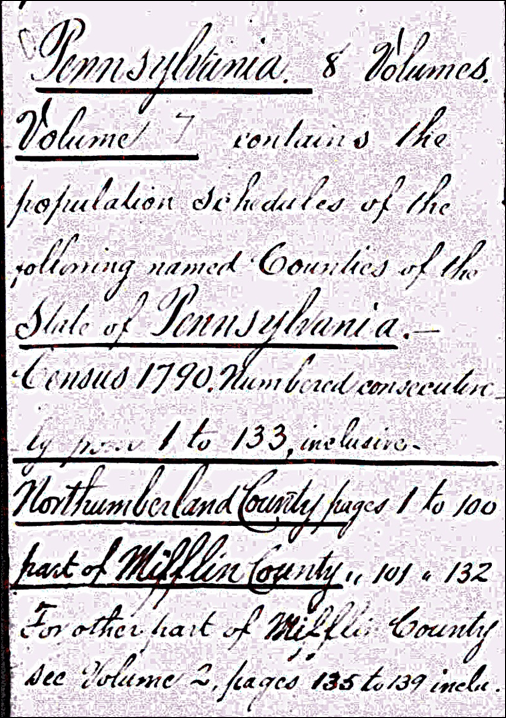 Pennsylvania. 8 Volumes.
Volume 7 contains the
population schedules of the
following named Counties of the
State of Pennsylvania.—
Census 1790. Numbered consecutive-
ly from 1 to 133, inclusive
Northumberland County pages 1 to 100
part of Mifflin County „ 101 „ 132
For other part of Mifflin County
see Volume 2, pages 135 to 139 inclu.